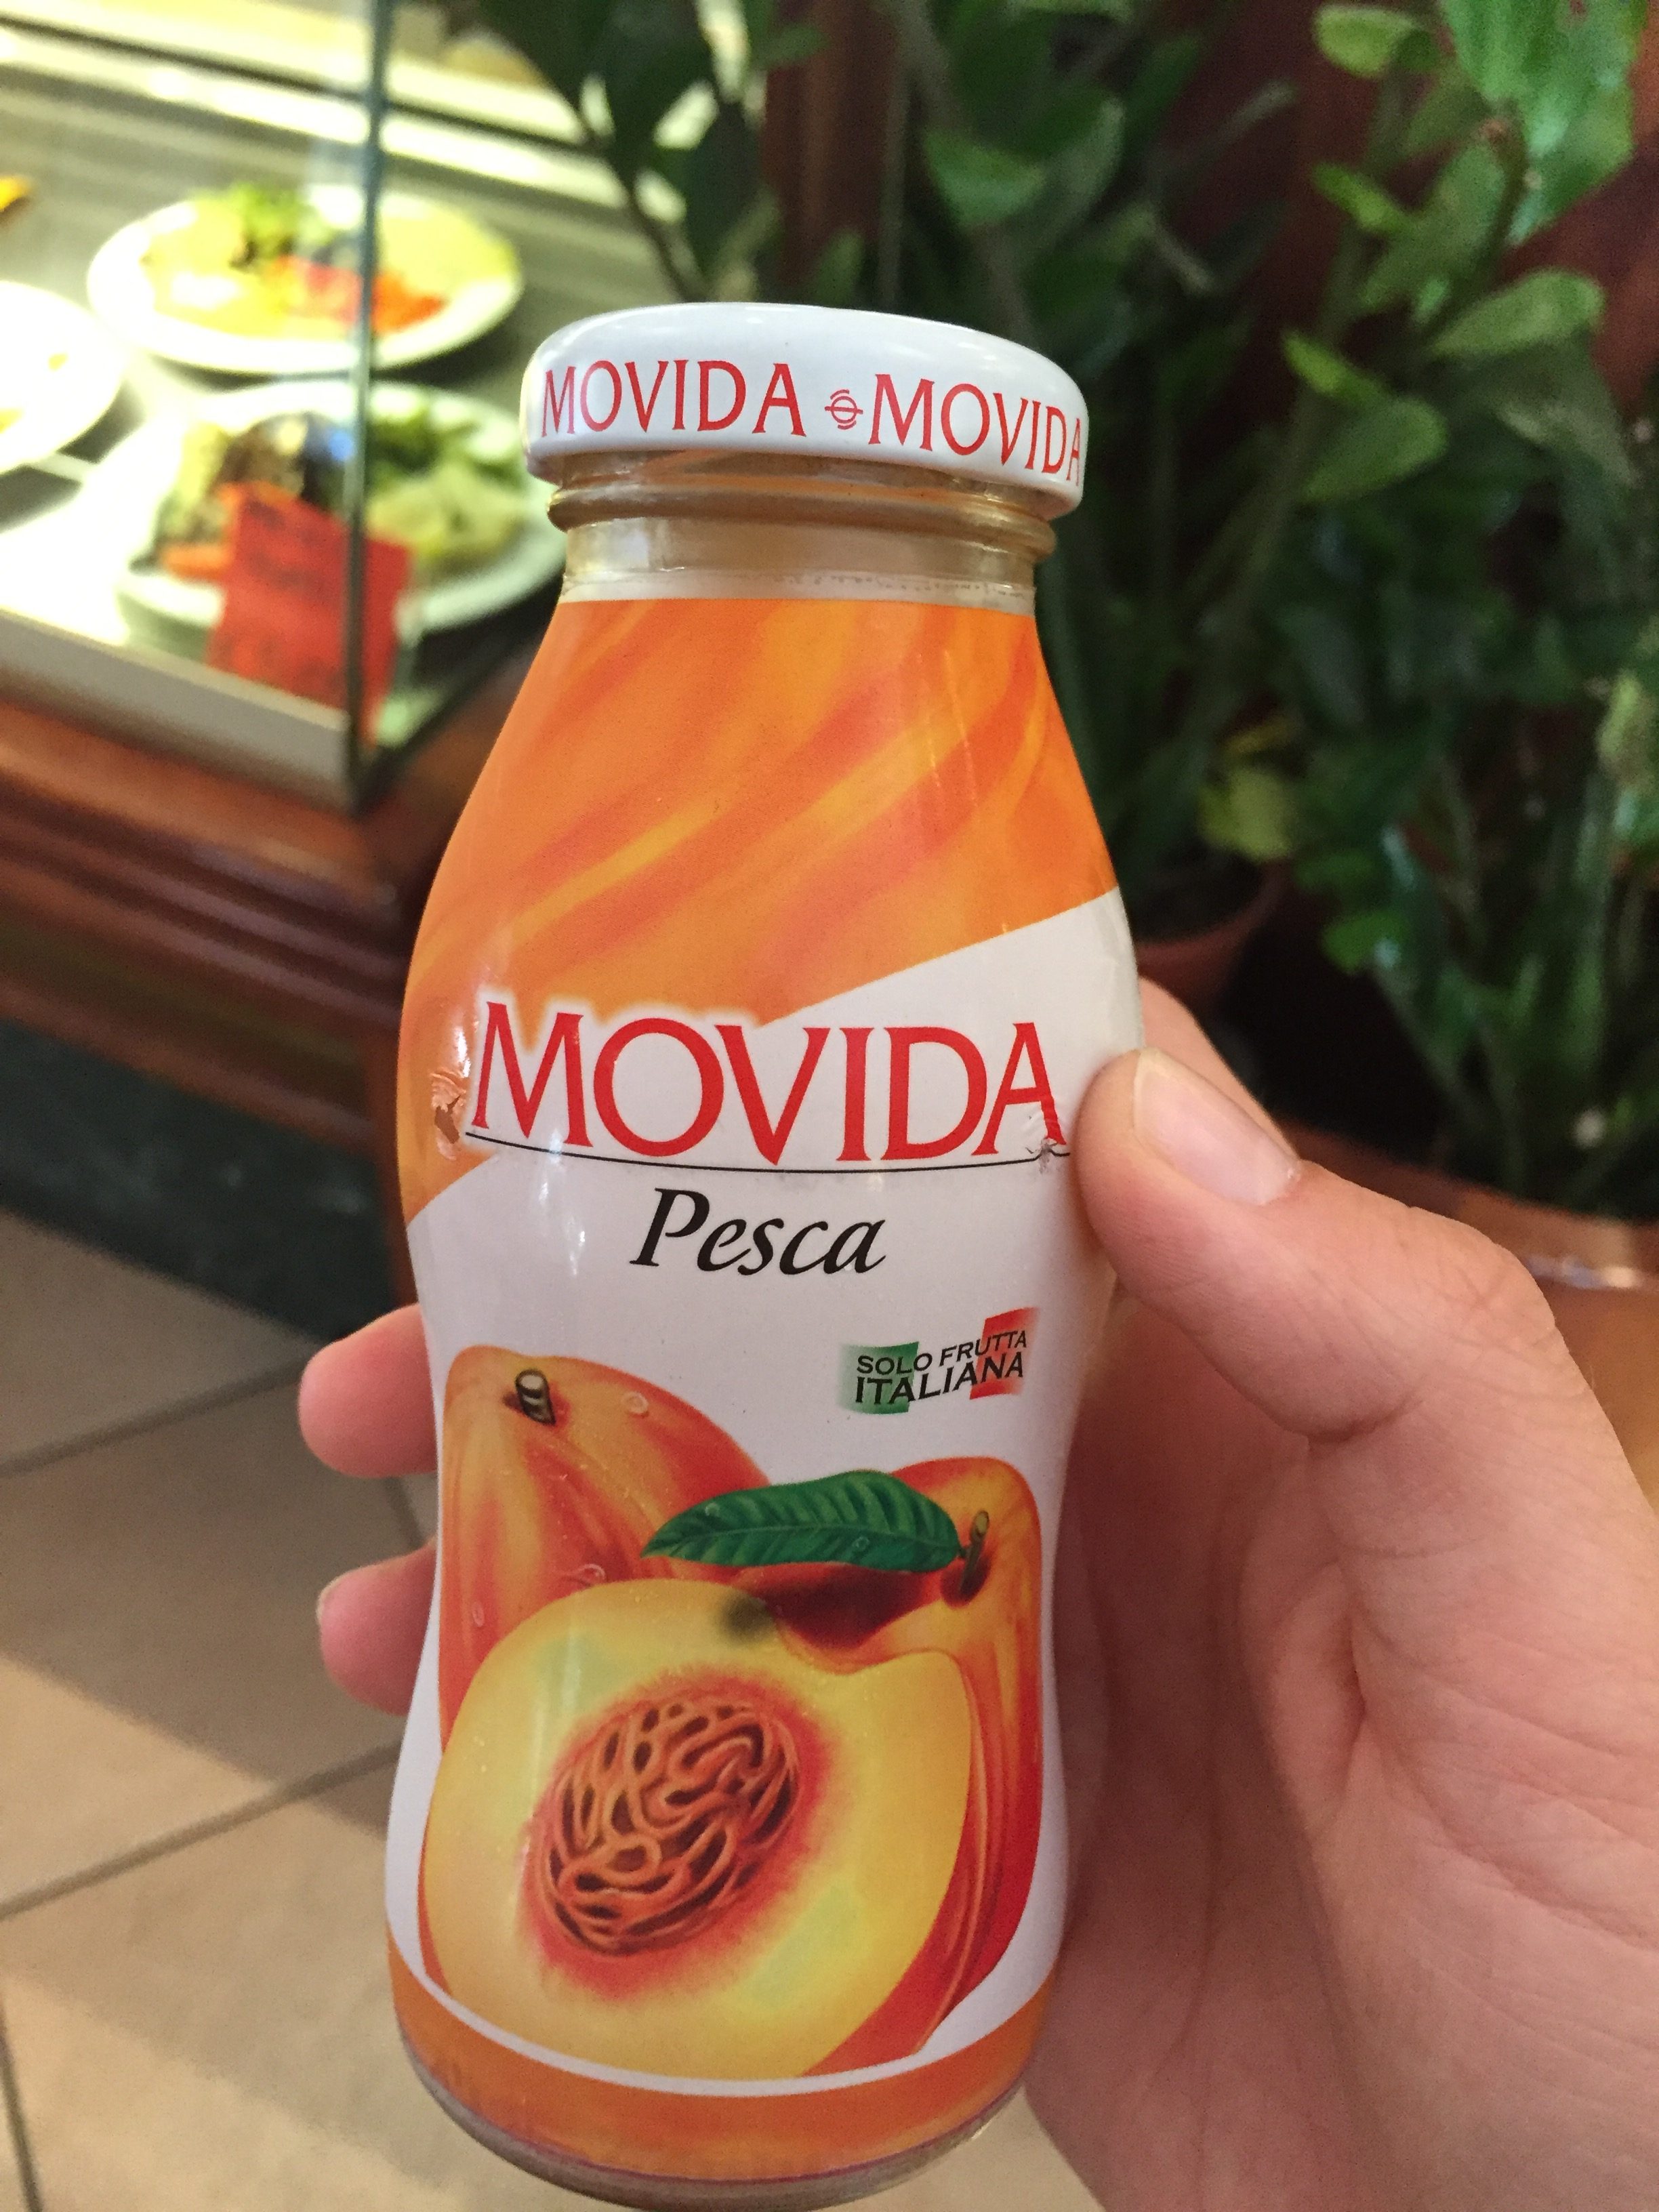 MOVIDA MOVIDA
MOVIDA
Pesca
SOLO FRUTTA
ITALIANA